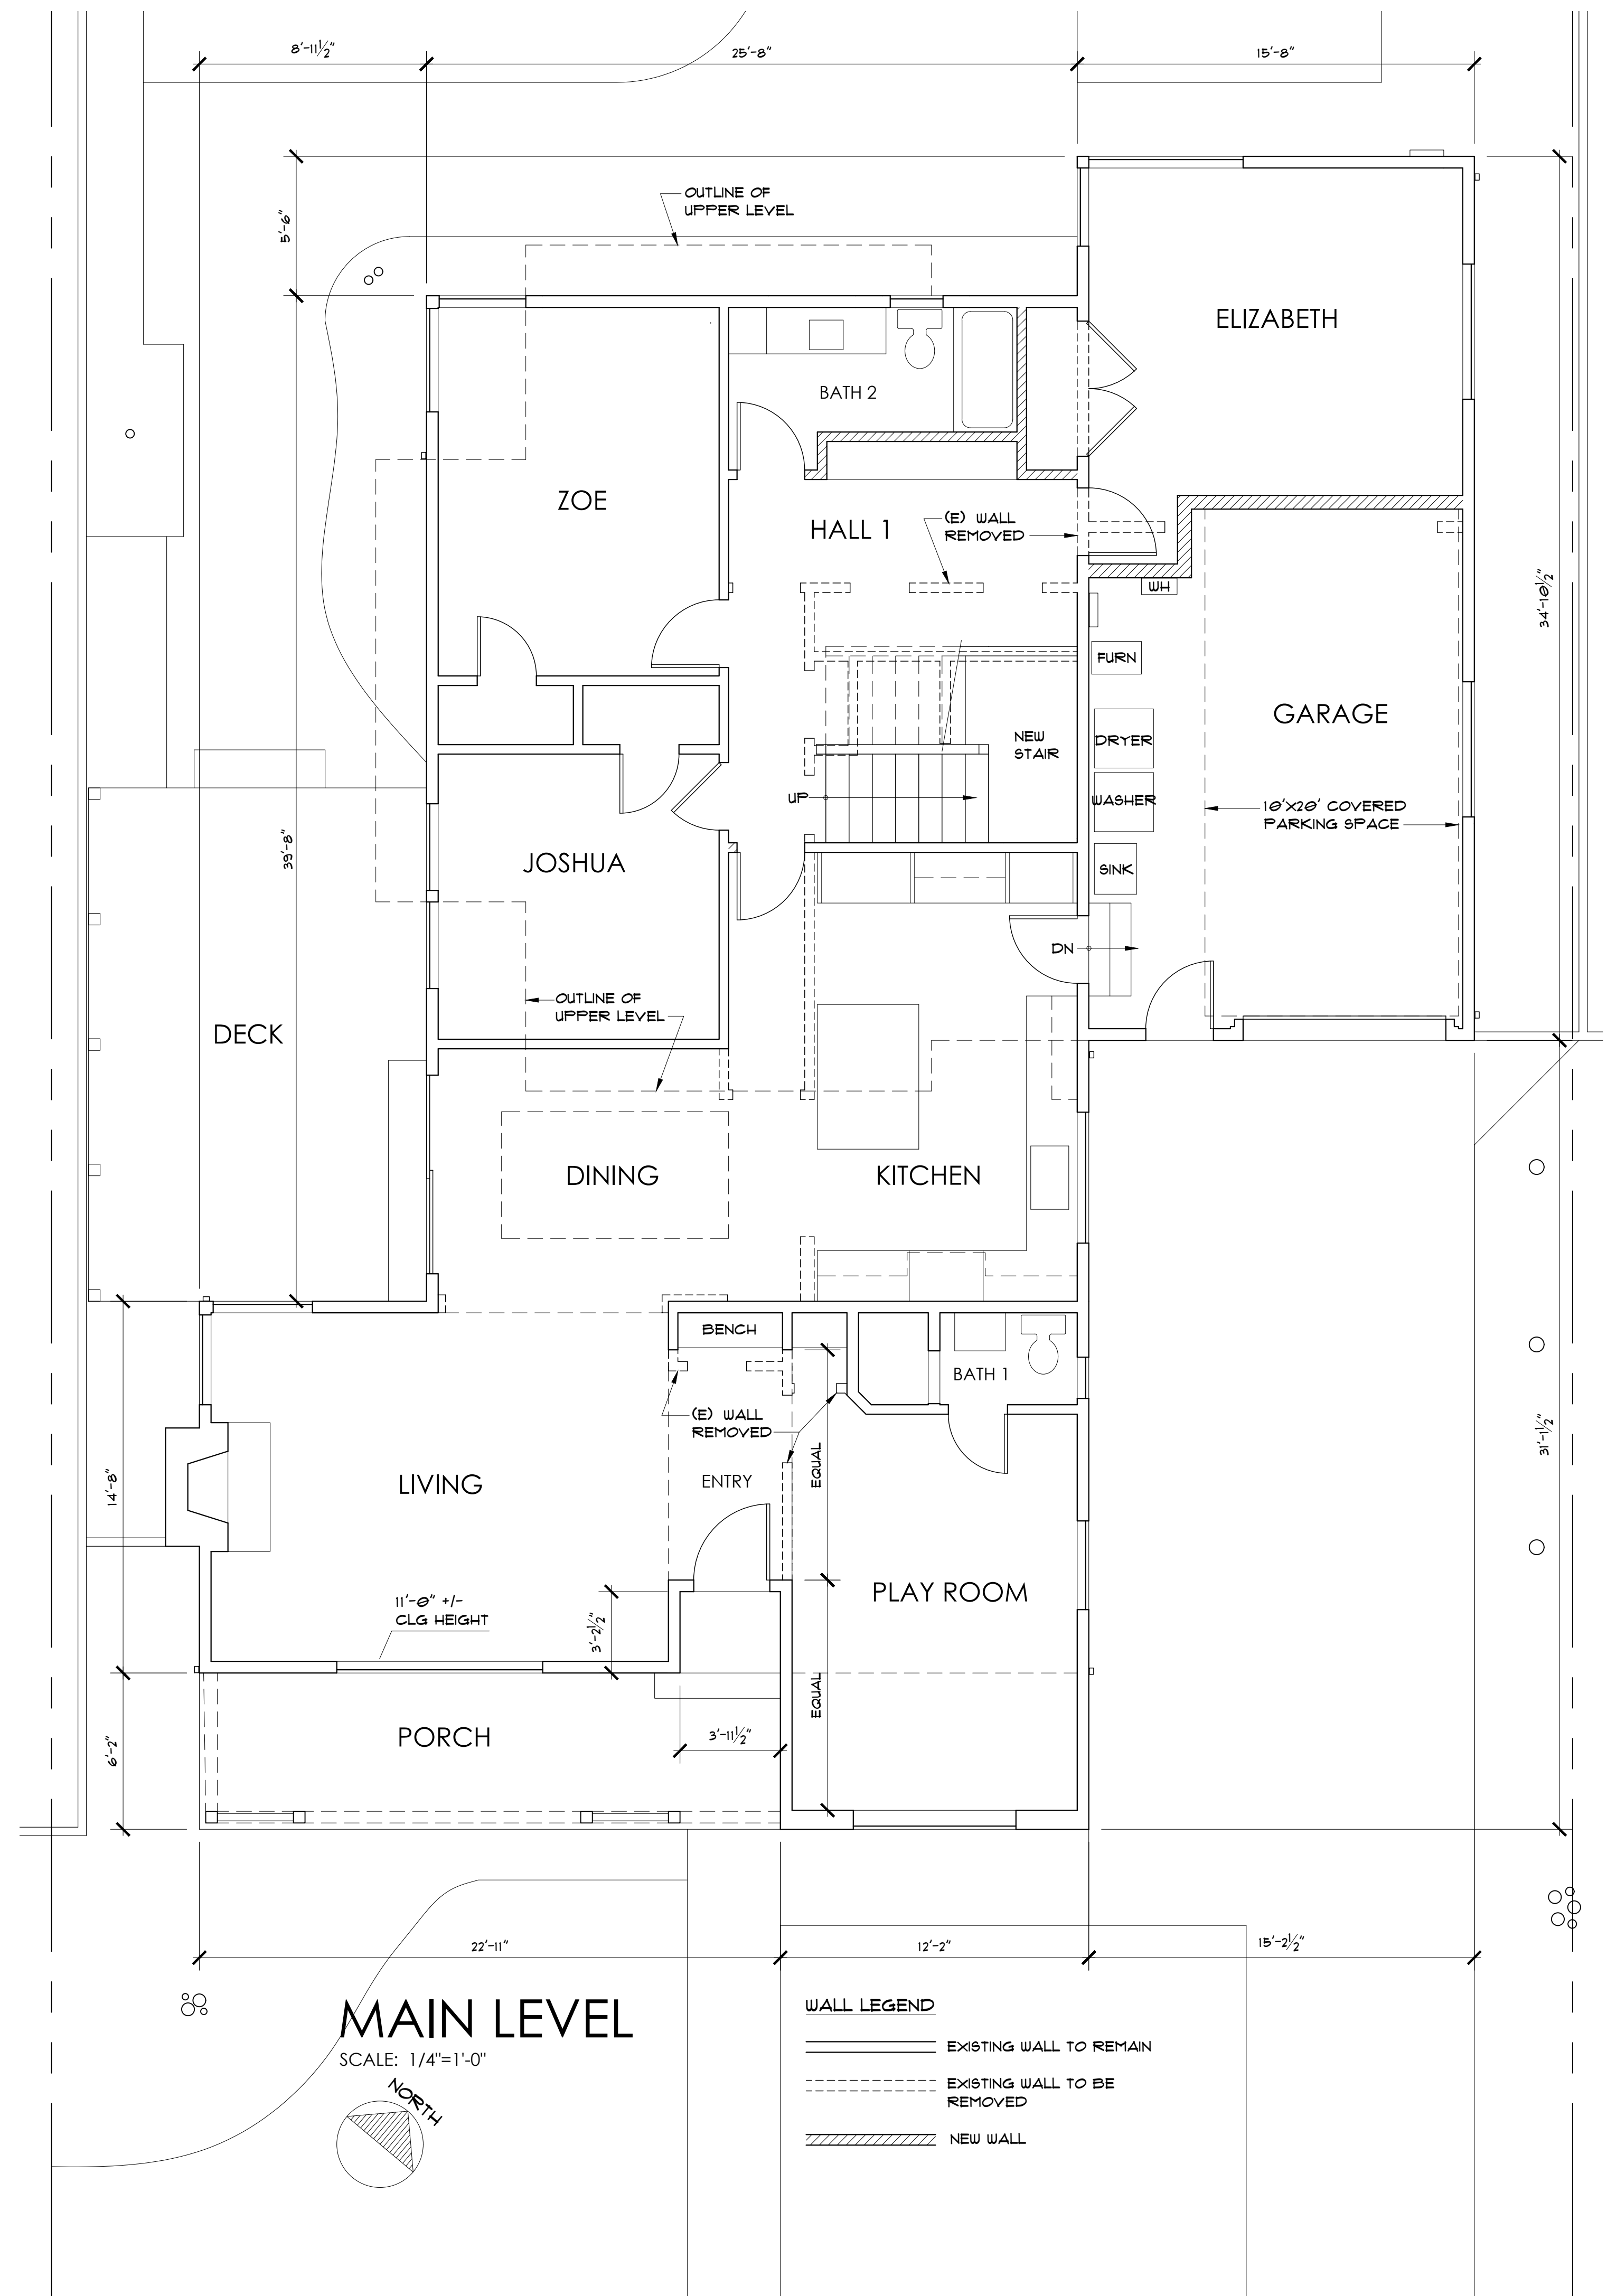 8'-11 1/2"
25'-8"
15'-8"
OUTLINE OF
UPPER LEVEL
5'-6"
ELIZABETH
BATH 2
ZOE
HALL 1
(E) WALL
REMOVED
WH
34'-10 1/2"
FURN
GARAGE
NEW
STAIR
DRYER
UP
WASHER
10'X20' COVERED
PARKING SPACE
39'-8"
JOSHUA
SINK
DN
OUTLINE OF
UPPER LEVEL
DECK
DINING
KITCHEN
BENCH
BATH 1
(E) WALL
REMOVED
EQUAL
31'-1 1/2"
14'-8"
LIVING
ENTRY
PLAY ROOM
11'-0" +/-
CLG HEIGHT
3'-2 1/2"
EQUAL
PORCH
3'-11 1/2"
6'-2"
22'-11"
12'-2"
15'-2 1/2"
MAIN LEVEL
SCALE: 1/4"=1'-0"
NORTH
WALL LEGEND
EXISTING WALL TO REMAIN
EXISTING WALL TO BE
REMOVED
NEW WALL